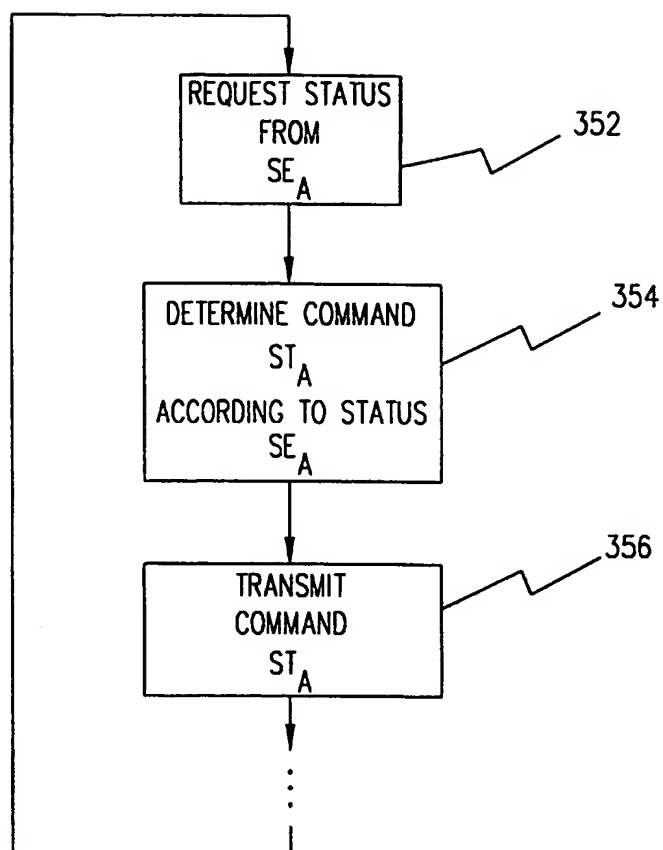 REQUEST STATUS
FROM
SE_A
352
DETERMINE COMMAND
ST_A
ACCORDING TO STATUS
SE_A
354
TRANSMIT
COMMAND
ST_A
356